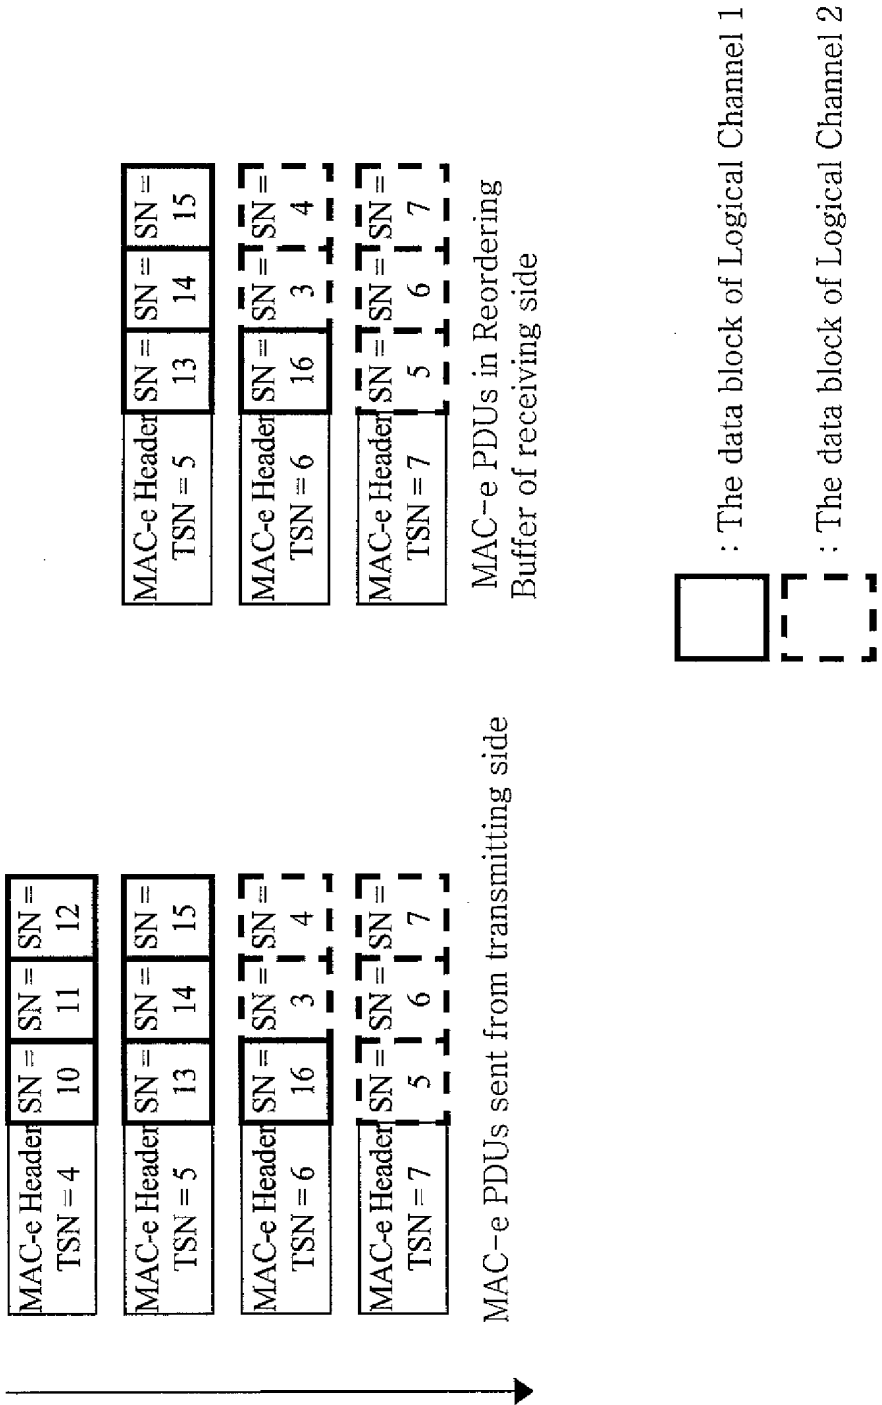 MAC-e Header SN = SN = SN =
TSN = 4 10 11 12
MAC-e Header SN = SN = SN =
TSN = 5 13 14 15
MAC-e Header SN = SN = SN =
TSN = 6 16 3 4
MAC-e Header SN = SN = SN =
TSN = 7 5 6 7
MAC-e PDUs sent from transmitting side
MAC-e Header SN = SN = SN =
TSN = 5 13 14 15
MAC-e Header SN = SN = SN =
TSN = 6 16 3 4
MAC-e Header SN = SN = SN =
TSN = 7 5 6 7
MAC-e PDUs in Reordering
Buffer of receiving side
: The data block of Logical Channel 1
: The data block of Logical Channel 2